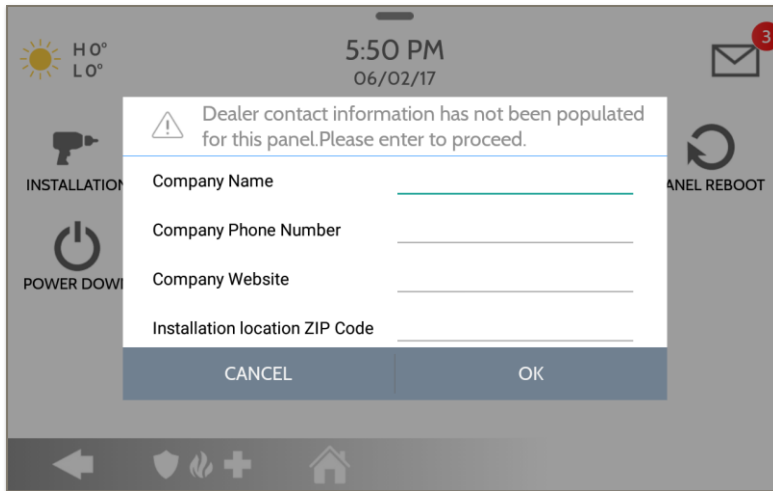 H 0°
L 0°
5:50 PM
06/02/17
3
Dealer contact information has not been populated
for this panel.Please enter to proceed.
INSTALLATION
ANEL REBOOT
Company Name
Company Phone Number
POWER DOW
Company Website
Installation location ZIP Code
CANCEL
OK